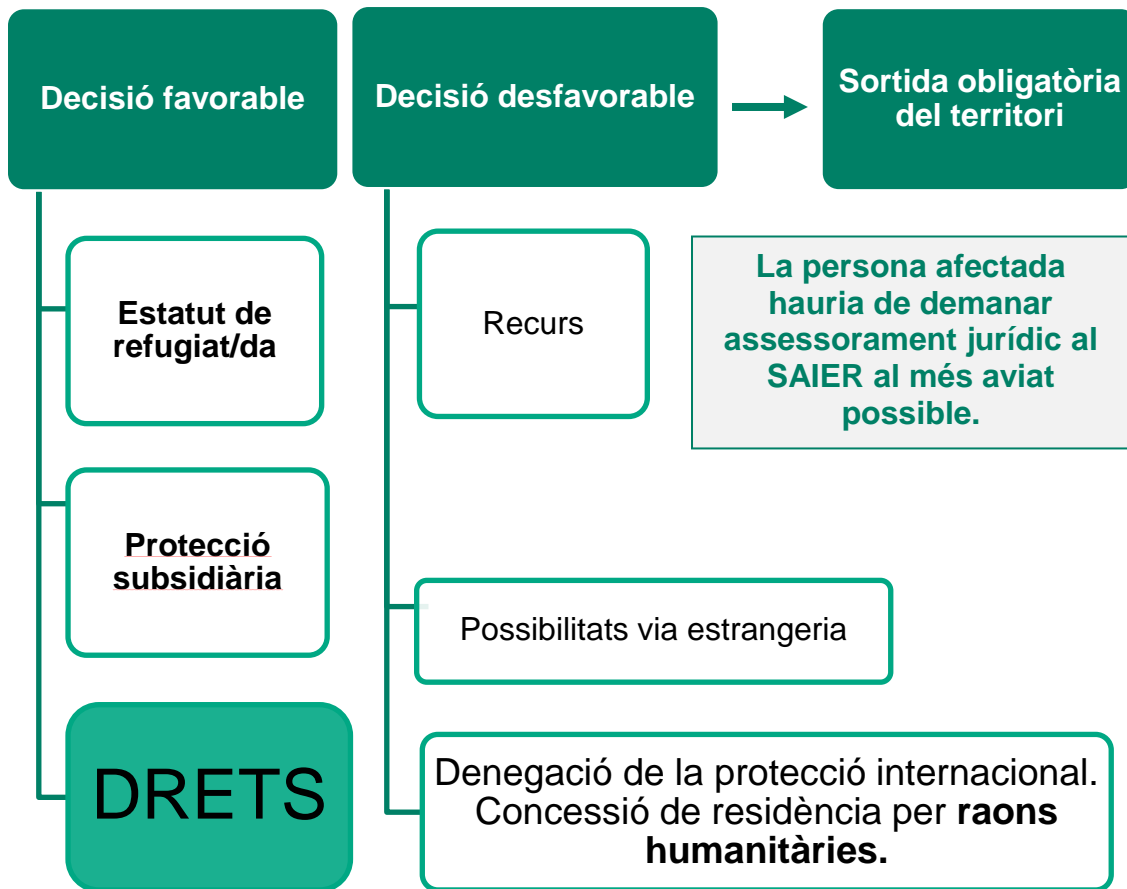 Decisió favorable
Decisió desfavorable
Sortida obligatòria
del territori
Estatut de
refugiat/da
Recurs
La persona afectada
hauria de demanar
assessorament jurídic al
SAIER al més aviat
possible.
Protecció
subsidiària
Possibilitats via estrangeria
DRETS
Denegació de la protecció internacional.
Concessió de residència per raons
humanitàries.